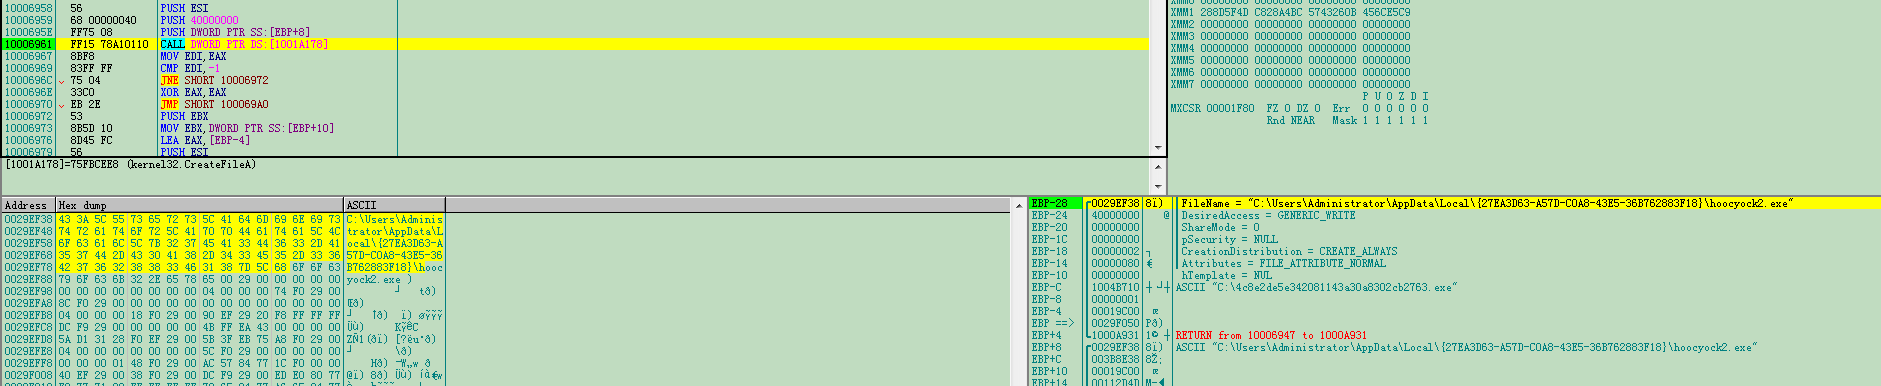 10006958 56 PUSH ESI
10006959 68 00000040 PUSH 40000000
1000695E FF75 08 PUSH DWORD PTR SS:[EBP+8]
10006961 FF15 78A10110 CALL DWORD PTR DS:[1001A178]
10006967 8BF8 MOV EDI,EAX
10006969 83FF FF CMP EDI,-1
1000696C 75 04 JNE SHORT 10006972
1000696E 33C0 XOR EAX,EAX
10006970 EB 2E JMP SHORT 100069A0
10006972 53 PUSH EBX
10006973 8B5D 10 MOV EBX,DWORD PTR SS:[EBP+10]
10006976 8D45 FC LEA EAX,[EBP-4]
10006979 56 PUSH ESI
[1001A178]=75FBCEE8 (kernel32.CreateFileA)
XMM1 288D5F4D C828A4BC 5743260B 456CE5C9
XMM2 00000000 00000000 00000000 00000000
XMM3 00000000 00000000 00000000 00000000
XMM4 00000000 00000000 00000000 00000000
XMM5 00000000 00000000 00000000 00000000
XMM6 00000000 00000000 00000000 00000000
XMM7 00000000 00000000 00000000 00000000
P U O Z D I
MXCSR 00001F80 FZ 0 DZ 0 Err 0 0 0 0 0 0
Rnd NEAR Mask 1 1 1 1 1 1
Address Hex dump ASCII
0029EF38 43 3A 5C 55 73 65 72 73 5C 41 64 6D 69 6E 69 73 C:\Users\Adminis
0029EF48 74 72 61 74 6F 72 5C 41 70 70 44 61 74 61 5C 4C trator\AppData\L
0029EF58 6F 63 61 6C 5C 7B 32 37 45 41 33 44 36 33 2D 41 ocal\{27EA3D63-A
0029EF68 35 37 44 2D 43 30 41 38 2D 34 33 45 35 2D 33 36 57D-C0A8-43E5-36
0029EF78 42 37 36 32 38 38 33 46 31 38 7D 5C 68 6F 6F 63 B762883F18}\hooc
0029EF88 79 6F 63 6B 32 2E 65 78 65 00 29 00 00 00 00 00 yock2.exe )
0029EF98 00 00 00 00 00 00 00 00 04 00 00 00 74 F0 29 00
0029EFA8 8C F0 29 00 00 00 00 00 00 00 00 00 00 00 00 00
0029EFB8 04 00 00 00 18 F0 29 00 90 EF 29 20 F8 FF FF FF
0029EFC8 DC F9 29 00 00 00 00 00 4B FF EA 43 00 00 00 00
0029EFD8 5A D1 31 28 F0 EF 29 00 5B 3F EB 75 A8 F0 29 00
0029EFE8 04 00 00 00 00 00 00 00 5C F0 29 00 00 00 00 00
0029EFF8 00 00 00 01 48 F0 29 00 AC 57 84 77 1C F0 00 00
0029F008 40 EF 29 00 38 F0 29 00 DC F9 29 00 ED E0 80 77
EBP-28 0029EF38 FileName = "C:\Users\Administrator\AppData\Local\{27EA3D63-A57D-C0A8-43E5-36B762883F18}\hoocyock2.exe"
EBP-24 40000000 @ DesiredAccess = GENERIC_WRITE
EBP-20 00000000 ShareMode = 0
EBP-1C 00000000 pSecurity = NULL
EBP-18 00000002 CreationDistribution = CREATE_ALWAYS
EBP-14 00000080 € Attributes = FILE_ATTRIBUTE_NORMAL
EBP-10 00000000 hTemplate = NUL
EBP-C 1004B710 ASCII "C:\4c8e2de5e342081143a30a8302cb2763.exe"
EBP-8 00000001
EBP-4 00019C00
EBP ==> 0029F050
EBP+4 1000A931 RETURN from 10006947 to 1000A931
EBP+8 0029EF38 ASCII "C:\Users\Administrator\AppData\Local\{27EA3D63-A57D-C0A8-43E5-36B762883F18}\hoocyock2.exe"
EBP+C 003B8E38
EBP+10 00019C00
EBP+14 00112D4D